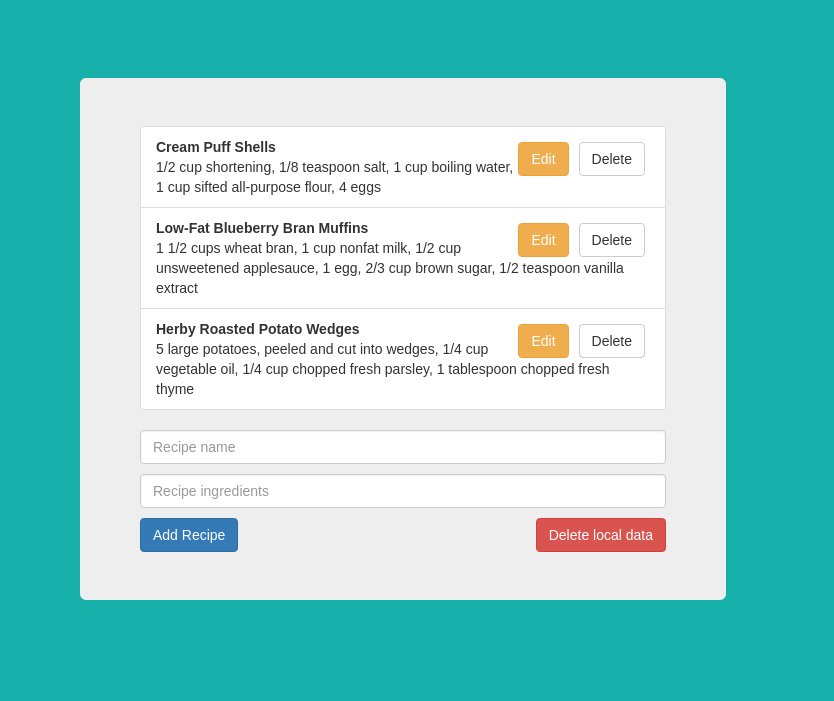 Cream Puff Shells
Edit
Delete
1/2 cup shortening, 1/8 teaspoon salt, 1 cup boiling water,
1 cup sifted all-purpose flour, 4 eggs
Low-Fat Blueberry Bran Muffins
Edit
Delete
1 1/2 cups wheat bran, 1 cup nonfat milk, 1/2 cup
unsweetened applesauce, 1 egg, 2/3 cup brown sugar, 1/2 teaspoon vanilla
extract
Herby Roasted Potato Wedges
Edit
Delete
5 large potatoes, peeled and cut into wedges, 1/4 cup
vegetable oil, 1/4 cup chopped fresh parsley, 1 tablespoon chopped fresh
thyme
Recipe name
Recipe ingredients
Add Recipe
Delete local data